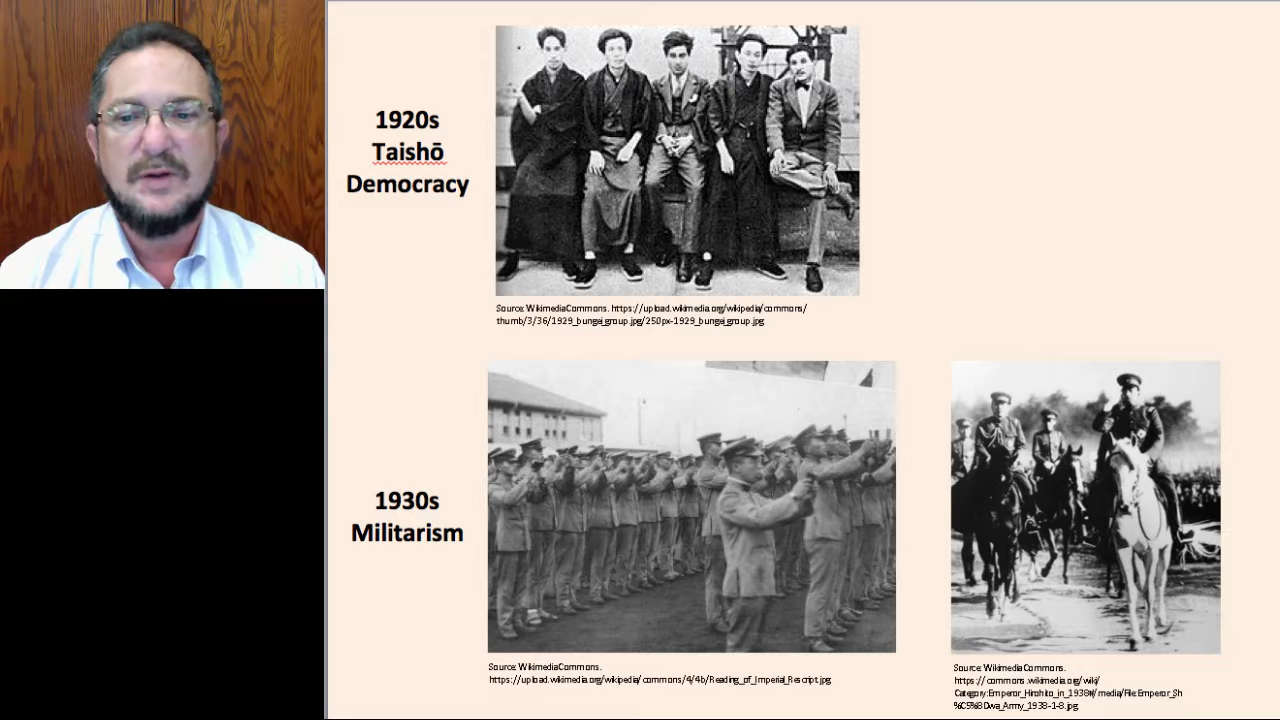 1920s
Taishō
Democracy
Source: WikimediaCommons. https://upload.wikimedia.org/wikipedia/commons/
thumb/3/36/1929_bungei_group.jpg/250px-1929_bungei_group.jpg
1930s
Militarism
Source: WikimediaCommons.
https://upload.wikimedia.org/wikipedia/commons/4/4b/Reading_of_Imperial_Rescript.jpg
Source: WikimediaCommons.
https://commons.wikimedia.org/wiki/
Category:Emperor_Hirohito_in_1938#/media/File:Emperor_Sh
%C5%8Dwa_Army_1938-1-8.jpg